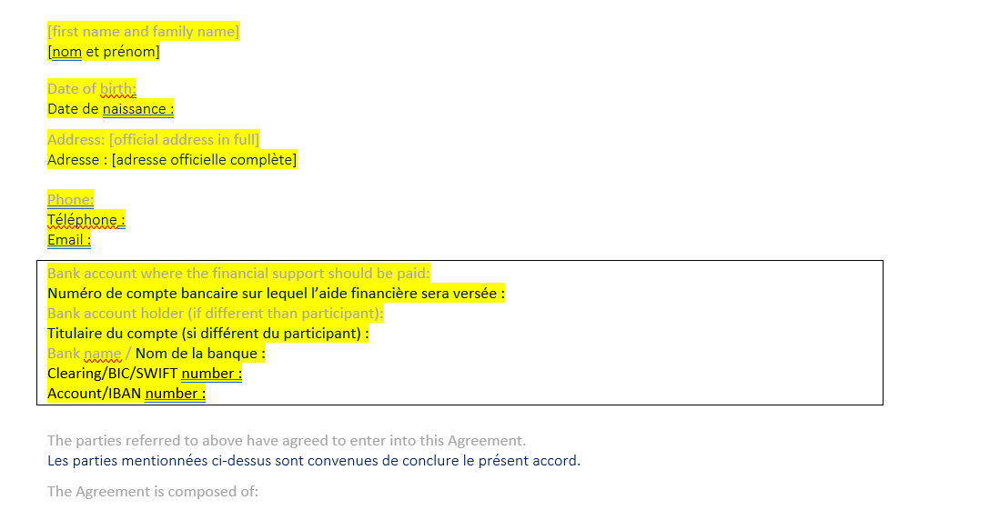 [first name and family name]
[nom et prénom]
Date of birth:
Date de naissance :
Address: [official address in full]
Adresse : [adresse officielle complète]
Phone:
Téléphone :
Email :
Bank account where the financial support should be paid:
Numéro de compte bancaire sur lequel l’aide financière sera versée :
Bank account holder (if different than participant):
Titulaire du compte (si différent du participant) :
Bank name / Nom de la banque :
Clearing/BIC/SWIFT number :
Account/IBAN number :
The parties referred to above have agreed to enter into this Agreement.
Les parties mentionnées ci-dessus sont convenues de conclure le présent accord.
The Agreement is composed of: